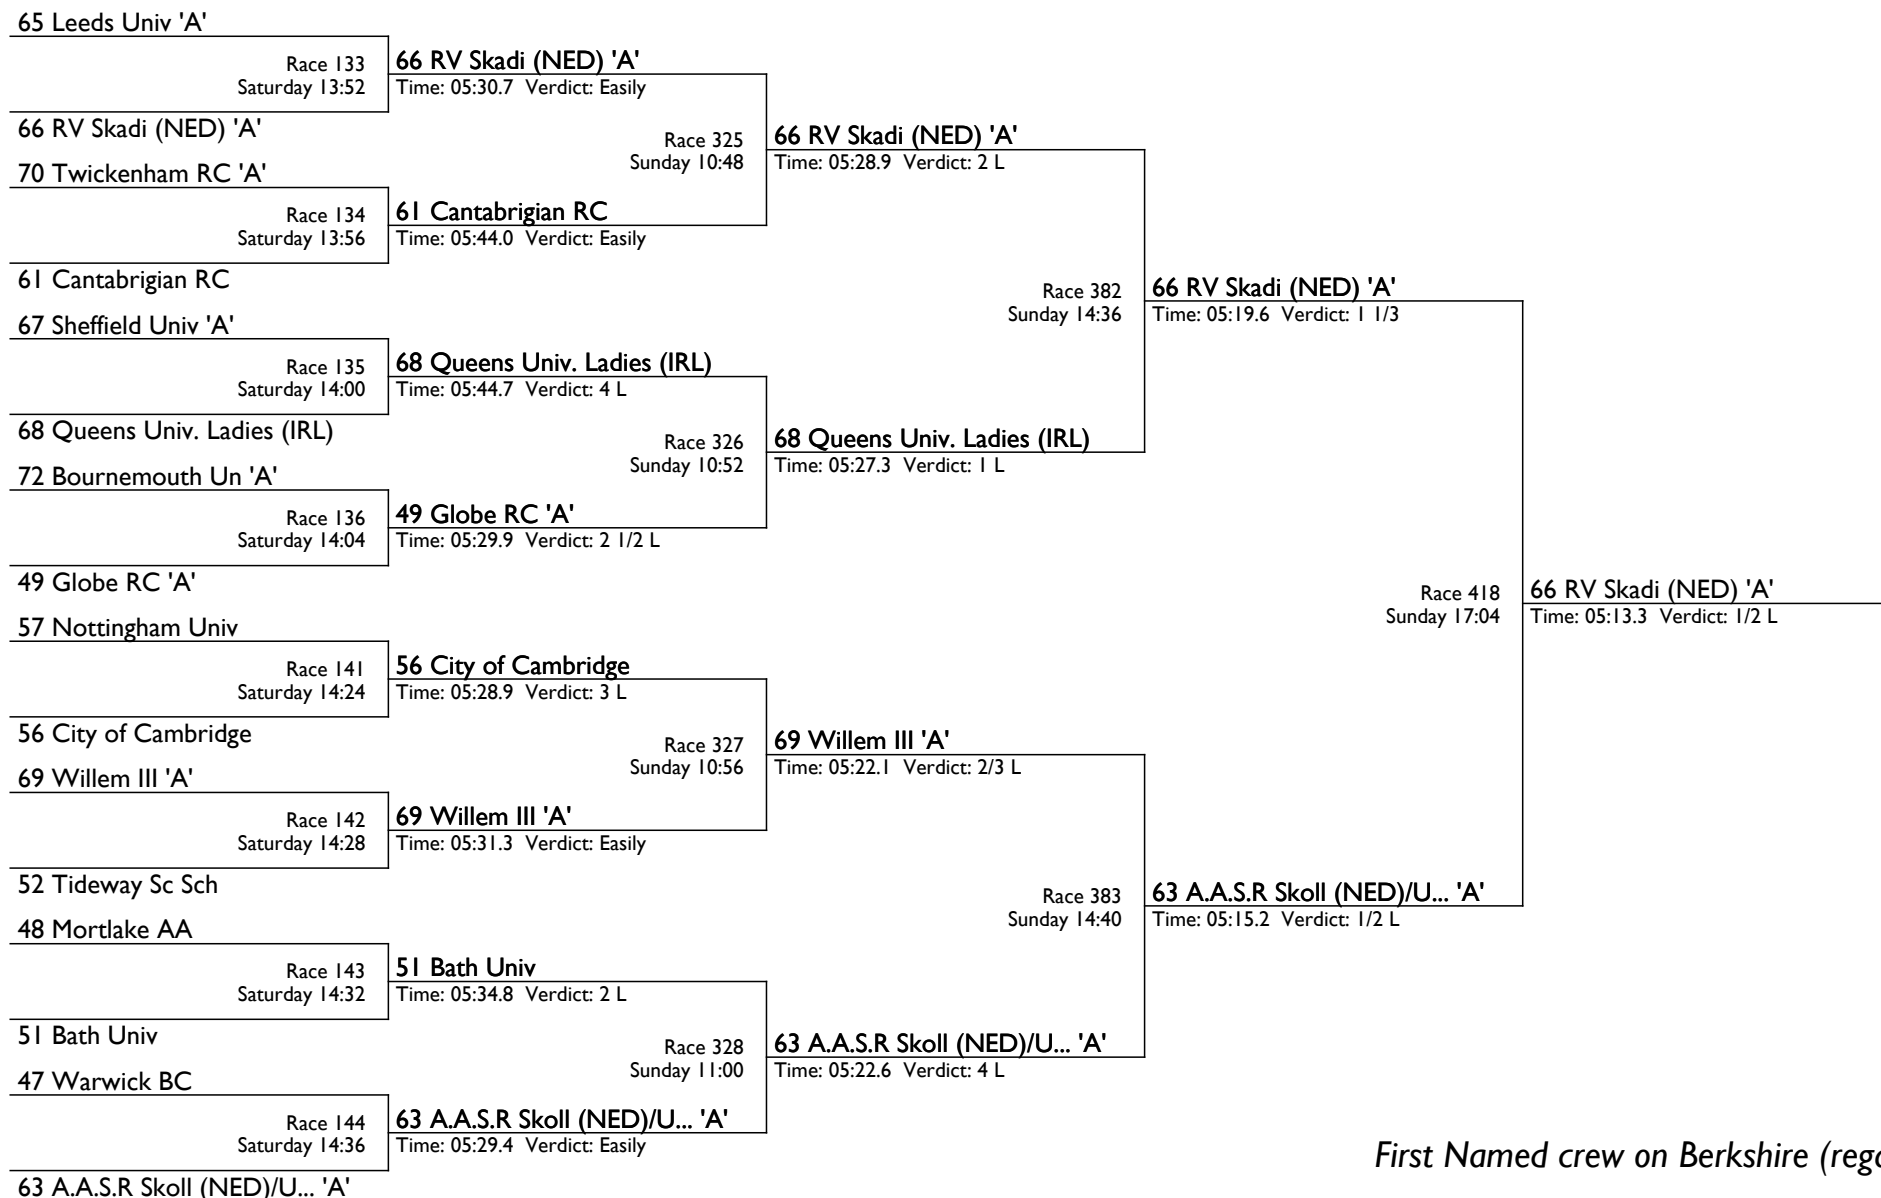 65 Leeds Univ 'A'
Race 133
Saturday 13:52
66 RV Skadi (NED) 'A'
70 Twickenham RC 'A'
Race 134
Saturday 13:56
61 Cantabrigian RC
67 Sheffield Univ 'A'
Race 135
Saturday 14:00
68 Queens Univ. Ladies (IRL)
72 Bournemouth Un 'A'
Race 136
Saturday 14:04
49 Globe RC 'A'
57 Nottingham Univ
Race 141
Saturday 14:24
56 City of Cambridge
69 Willem III 'A'
Race 142
Saturday 14:28
52 Tideway Sc Sch
48 Mortlake AA
Race 143
Saturday 14:32
51 Bath Univ
47 Warwick BC
Race 144
Saturday 14:36
63 A.A.S.R Skoll (NED)/U... 'A'
66 RV Skadi (NED) 'A'
Time: 05:30.7 Verdict: Easily
Race 325
Sunday 10:48
61 Cantabrigian RC
Time: 05:44.0 Verdict: Easily
68 Queens Univ. Ladies (IRL)
Time: 05:44.7 Verdict: 4 L
Race 326
Sunday 10:52
49 Globe RC 'A'
Time: 05:29.9 Verdict: 2 1/2 L
56 City of Cambridge
Time: 05:28.9 Verdict: 3 L
Race 327
Sunday 10:56
69 Willem III 'A'
Time: 05:31.3 Verdict: Easily
51 Bath Univ
Time: 05:34.8 Verdict: 2 L
Race 328
Sunday 11:00
63 A.A.S.R Skoll (NED)/U... 'A'
Time: 05:29.4 Verdict: Easily
66 RV Skadi (NED) 'A'
Time: 05:28.9 Verdict: 2 L
Race 382
Sunday 14:36
68 Queens Univ. Ladies (IRL)
Time: 05:27.3 Verdict: 1 L
69 Willem III 'A'
Time: 05:22.1 Verdict: 2/3 L
Race 383
Sunday 14:40
63 A.A.S.R Skoll (NED)/U... 'A'
Time: 05:22.6 Verdict: 4 L
66 RV Skadi (NED) 'A'
Time: 05:19.6 Verdict: 1 1/3
Race 418
Sunday 17:04
63 A.A.S.R Skoll (NED)/U... 'A'
Time: 05:15.2 Verdict: 1/2 L
66 RV Skadi (NED) 'A'
Time: 05:13.3 Verdict: 1/2 L
First Named crew on Berkshire